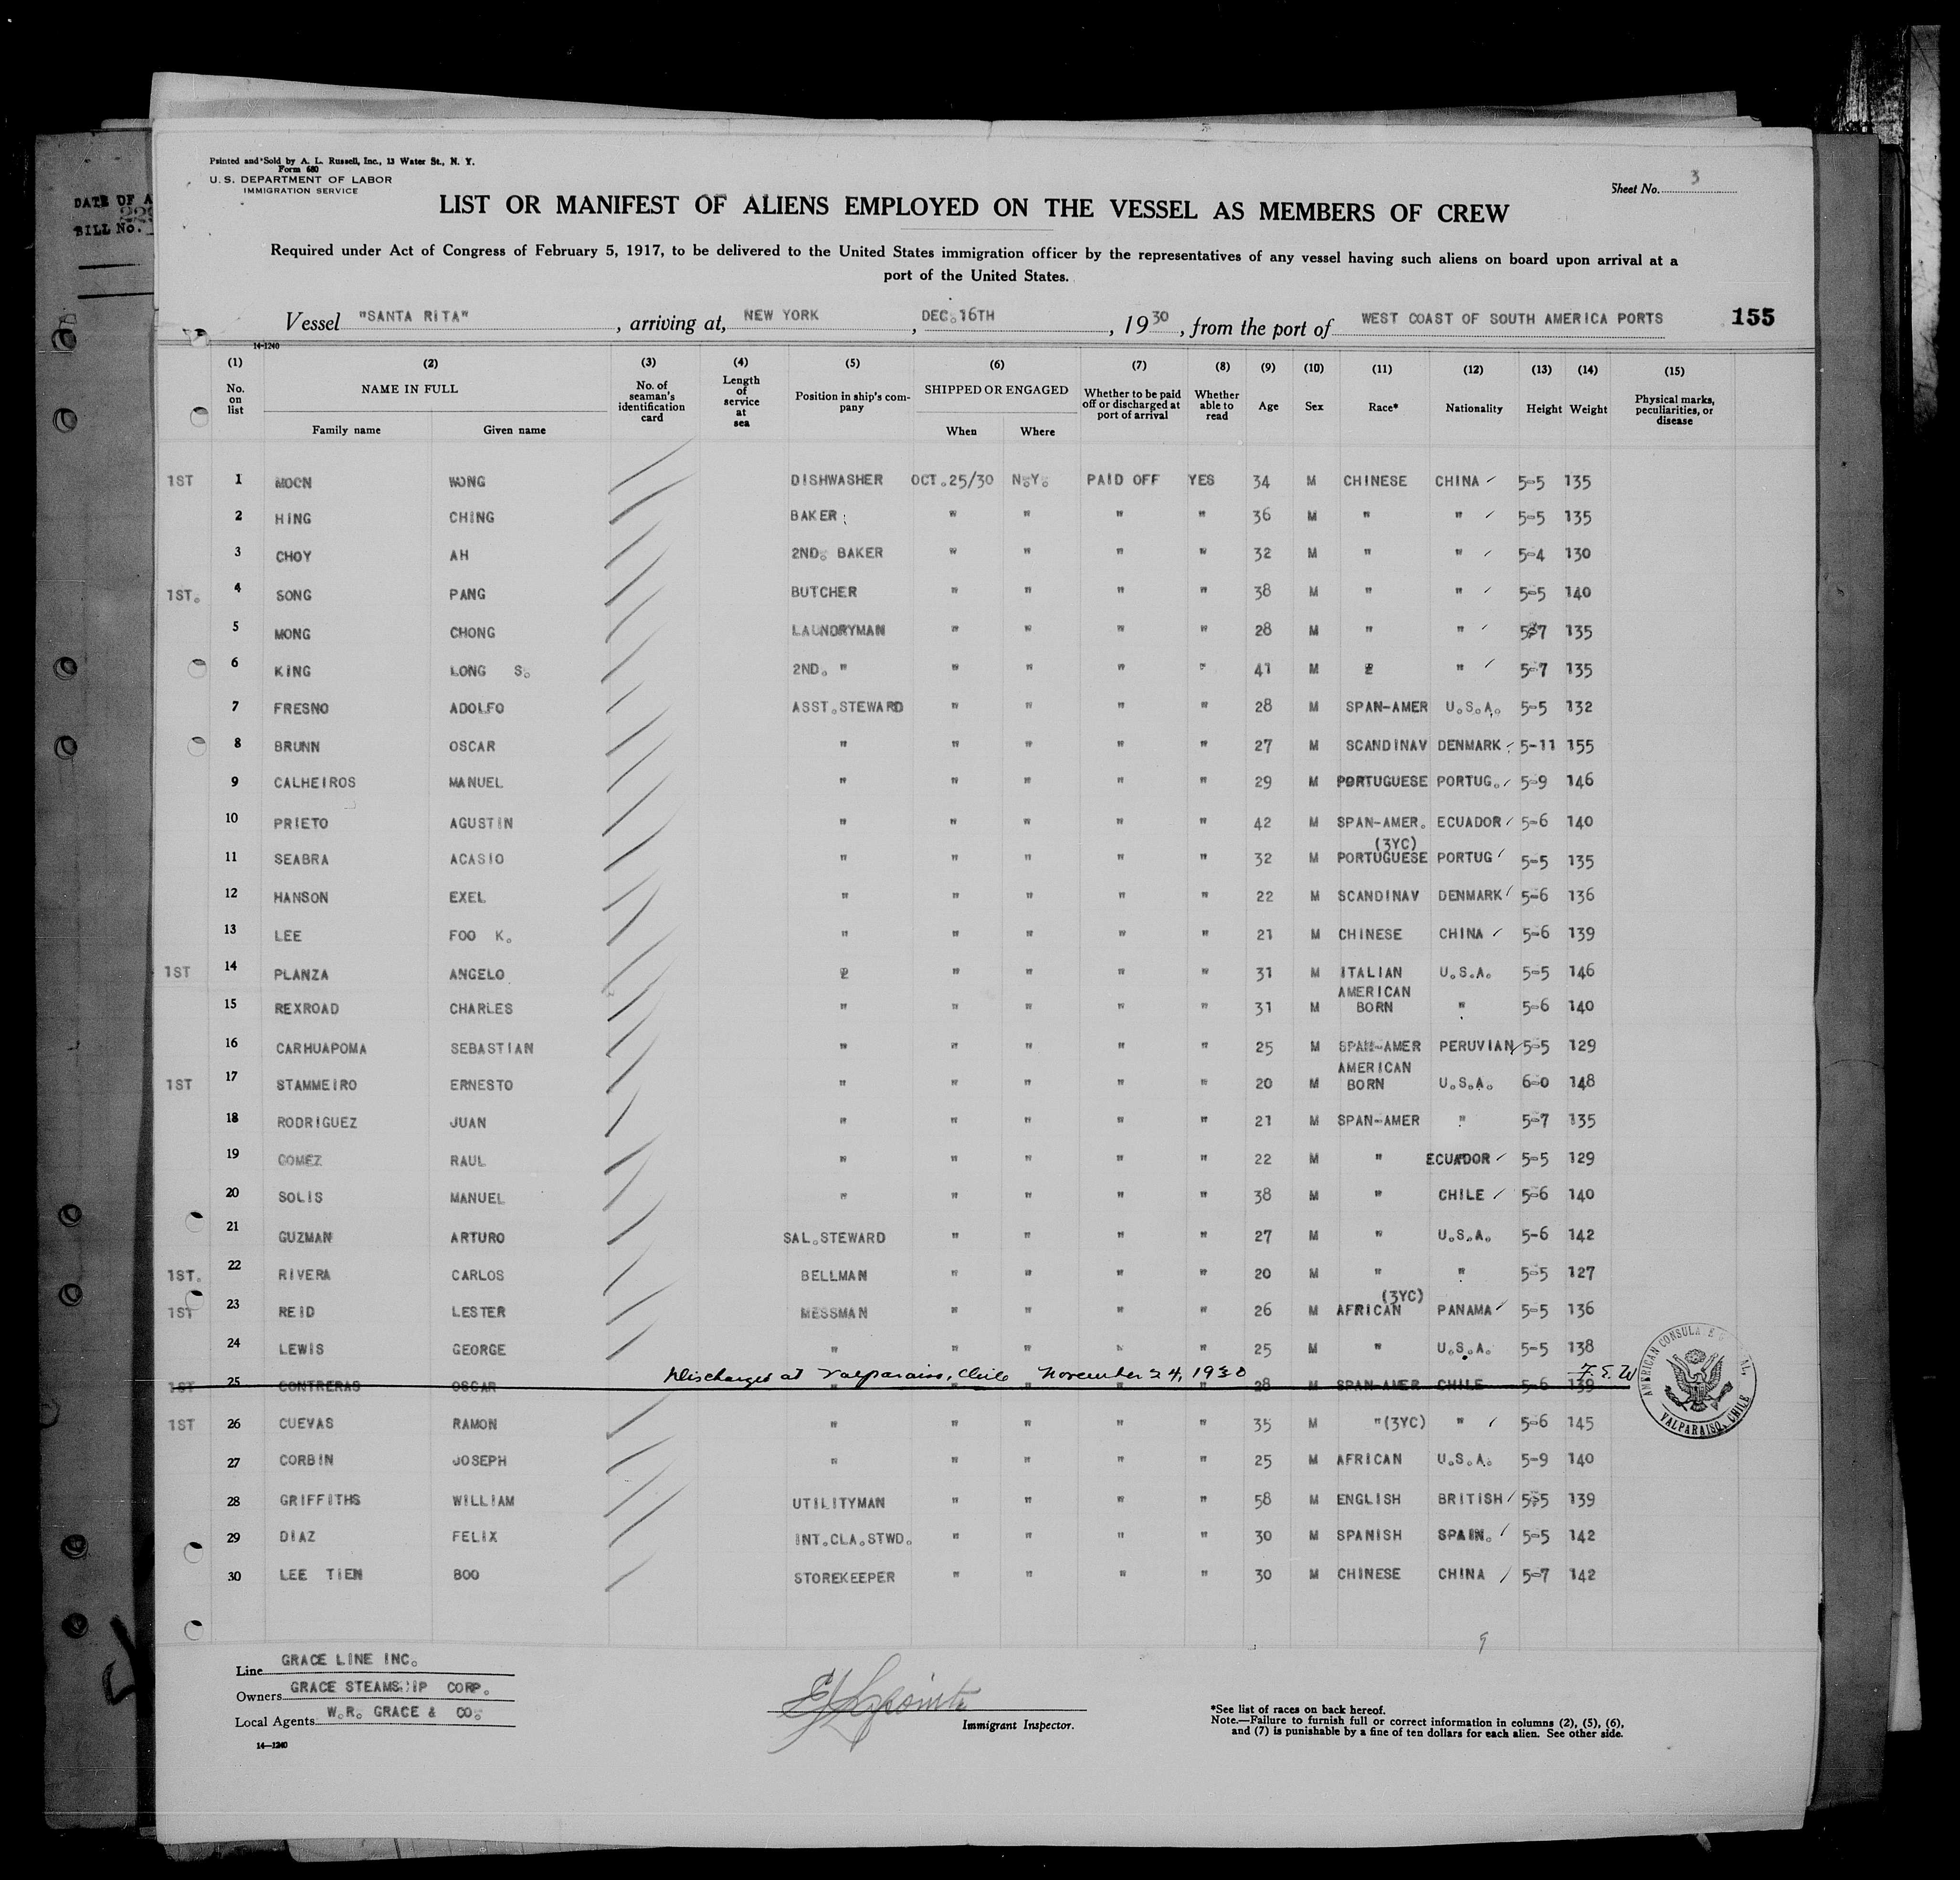 Printed and Sold by A. L. Russell, Inc., 13 Water St., N. Y.
Form 680
U. S. DEPARTMENT OF LABOR
IMMIGRATION SERVICE
Sheet No. 3
DATE OF A
BILL No.
LIST OR MANIFEST OF ALIENS EMPLOYED ON THE VESSEL AS MEMBERS OF CREW
Required under Act of Congress of February 5, 1917, to be delivered to the United States immigration officer by the representatives of any vessel having such aliens on board upon arrival at a
port of the United States.
Vessel "SANTA RITA", arriving at, NEW YORK, DEC. 16TH, 1930, from the port of WEST COAST OF SOUTH AMERICA PORTS 155
14-1240
(1) (2) (3) (4) (5) (6) (7) (8) (9) (10) (11) (12) (13) (14) (15)
No. on list NAME IN FULL Family name Given name No. of seaman's identification card Length of service at sea Position in ship's company SHIPPED OR ENGAGED When Where Whether to be paid off or discharged at port of arrival Whether able to read Age Sex Race* Nationality Height Weight Physical marks, peculiarities, or disease
1ST 1 MOON WONG DISHWASHER OCT.25/30 N.Y. PAID OFF YES 34 M CHINESE CHINA 5-5 135
2 HING CHING BAKER " " " " 36 M " " 5-5 135
3 CHOY AH 2ND. BAKER " " " " 32 M " " 5-4 130
1ST. 4 SONG PANG BUTCHER " " " " 38 M " " 5-5 140
5 MONG CHONG LAUNDRYMAN " " " " 28 M " " 5-7 135
6 KING LONG S. 2ND. " " " " " 41 M " " 5-7 135
7 FRESNO ADOLFO ASST.STEWARD " " " " 28 M SPAN-AMER U.S.A. 5-5 132
8 BRUNN OSCAR " " " " " 27 M SCANDINAV DENMARK 5-11 155
9 CALHEIROS MANUEL " " " " " 29 M PORTUGUESE PORTUG. 5-9 146
10 PRIETO AGUSTIN " " " " " 42 M SPAN-AMER. ECUADOR 5-6 140
11 SEABRA ACASIO " " " " " 32 M (3YC) PORTUGUESE PORTUG 5-5 135
12 HANSON EXEL " " " " " 22 M SCANDINAV DENMARK 5-6 136
13 LEE FOO K. " " " " " 21 M CHINESE CHINA 5-6 139
1ST 14 PLANZA ANGELO " " " " " 31 M ITALIAN U.S.A. 5-5 146
15 REXROAD CHARLES " " " " " 31 M AMERICAN BORN " 5-6 140
16 CARHUAPOMA SEBASTIAN " " " " " 25 M SPAN-AMER PERUVIAN 5-5 129
1ST 17 STAMMEIRO ERNESTO " " " " " 20 M AMERICAN BORN U.S.A. 6-0 148
18 RODRIGUEZ JUAN " " " " " 21 M SPAN-AMER " 5-7 135
19 GOMEZ RAUL " " " " " 22 M " ECUADOR 5-5 129
20 SOLIS MANUEL " " " " " 38 M " CHILE 5-6 140
21 GUZMAN ARTURO SAL.STEWARD " " " " 27 M " U.S.A. 5-6 142
1ST. 22 RIVERA CARLOS BELLMAN " " " " 20 M " " 5-5 127
1ST 23 REID LESTER MESSMAN " " " " 26 M (3YC) AFRICAN PANAMA 5-5 136
24 LEWIS GEORGE " " " " " 25 M " U.S.A. 5-5 138
Discharged at Valparaiso, Chile November 24, 1930 F.E.W
1ST 25 CONTRERAS OSCAR " " " " " 28 M SPAN-AMER CHILE 5-6 139
1ST 26 CUEVAS RAMON " " " " " 35 M "(3YC) " 5-6 145
27 CORBIN JOSEPH " " " " " 25 M AFRICAN U.S.A. 5-9 140
28 GRIFFITHS WILLIAM UTILITYMAN " " " " 58 M ENGLISH BRITISH 5-5 139
29 DIAZ FELIX INT.CLA.STWD. " " " " 30 M SPANISH SPAIN. 5-5 142
30 LEE TIEN BOO STOREKEEPER " " " " 30 M CHINESE CHINA 5-7 142
VALPARAISO, CHILE
9
Line GRACE LINE INC.
Owners GRACE STEAMSHIP CORP.
Local Agents W.R. GRACE & CO.
14-1240
Immigrant Inspector.
*See list of races on back hereof.
Note.—Failure to furnish full or correct information in columns (2), (5), (6),
and (7) is punishable by a fine of ten dollars for each alien. See other side.